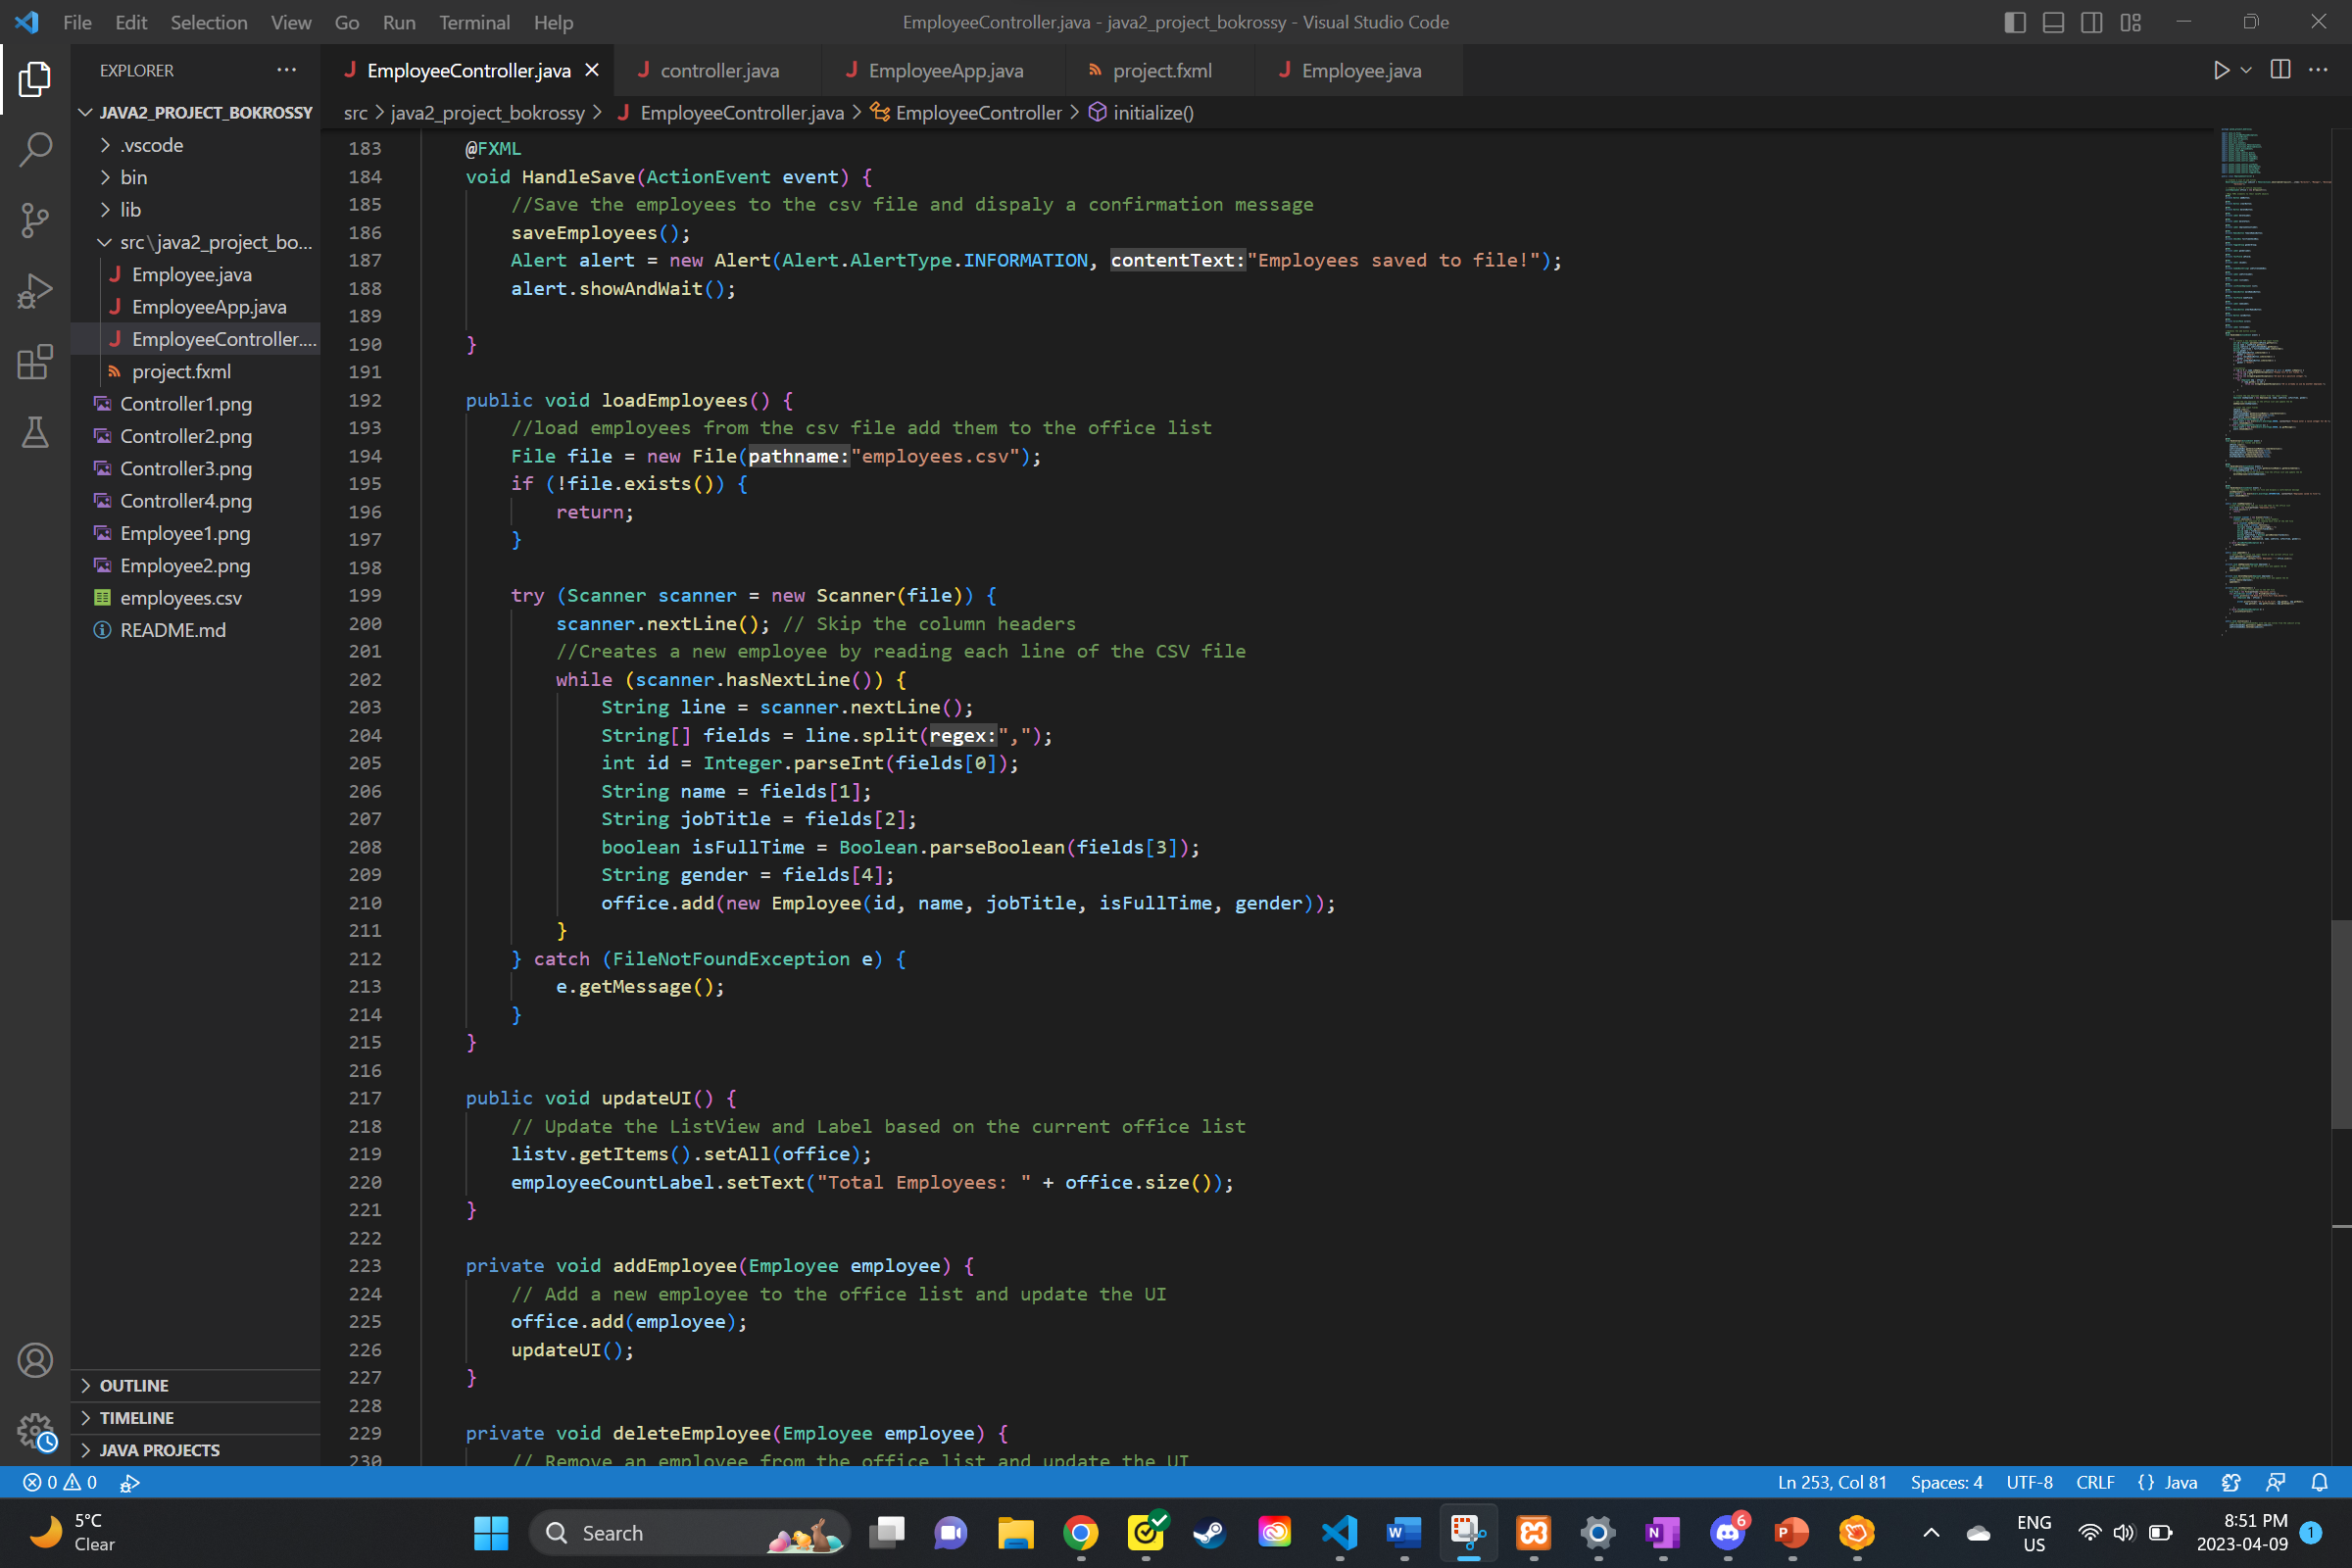 File Edit Selection View Go Run Terminal Help
EmployeeController.java - java2_project_bokrossy - Visual Studio Code
EXPLORER
JAVA2_PROJECT_BOKROSSY
.vscode
bin
lib
src\java2_project_bo...
Employee.java
EmployeeApp.java
EmployeeController....
project.fxml
Controller1.png
Controller2.png
Controller3.png
Controller4.png
Employee1.png
Employee2.png
employees.csv
README.md
OUTLINE
TIMELINE
JAVA PROJECTS
EmployeeController.java controller.java EmployeeApp.java project.fxml Employee.java
src > java2_project_bokrossy > EmployeeController.java > EmployeeController > initialize()
183 @FXML
184 void HandleSave(ActionEvent event) {
185 //Save the employees to the csv file and dispaly a confirmation message
186 saveEmployees();
187 Alert alert = new Alert(Alert.AlertType.INFORMATION, contentText:"Employees saved to file!");
188 alert.showAndWait();
189
190 }
191
192 public void loadEmployees() {
193 //load employees from the csv file add them to the office list
194 File file = new File(pathname:"employees.csv");
195 if (!file.exists()) {
196 return;
197 }
198
199 try (Scanner scanner = new Scanner(file)) {
200 scanner.nextLine(); // Skip the column headers
201 //Creates a new employee by reading each line of the CSV file
202 while (scanner.hasNextLine()) {
203 String line = scanner.nextLine();
204 String[] fields = line.split(regex:",");
205 int id = Integer.parseInt(fields[0]);
206 String name = fields[1];
207 String jobTitle = fields[2];
208 boolean isFullTime = Boolean.parseBoolean(fields[3]);
209 String gender = fields[4];
210 office.add(new Employee(id, name, jobTitle, isFullTime, gender));
211 }
212 } catch (FileNotFoundException e) {
213 e.getMessage();
214 }
215 }
216
217 public void updateUI() {
218 // Update the ListView and Label based on the current office list
219 listv.getItems().setAll(office);
220 employeeCountLabel.setText("Total Employees: " + office.size());
221 }
222
223 private void addEmployee(Employee employee) {
224 // Add a new employee to the office list and update the UI
225 office.add(employee);
226 updateUI();
227 }
228
229 private void deleteEmployee(Employee employee) {
230 // Remove an employee from the office list and update the UI
0 0
Ln 253, Col 81 Spaces: 4 UTF-8 CRLF {} Java
5°C
Clear
Search
6
ENG
US
8:51 PM
2023-04-09
1